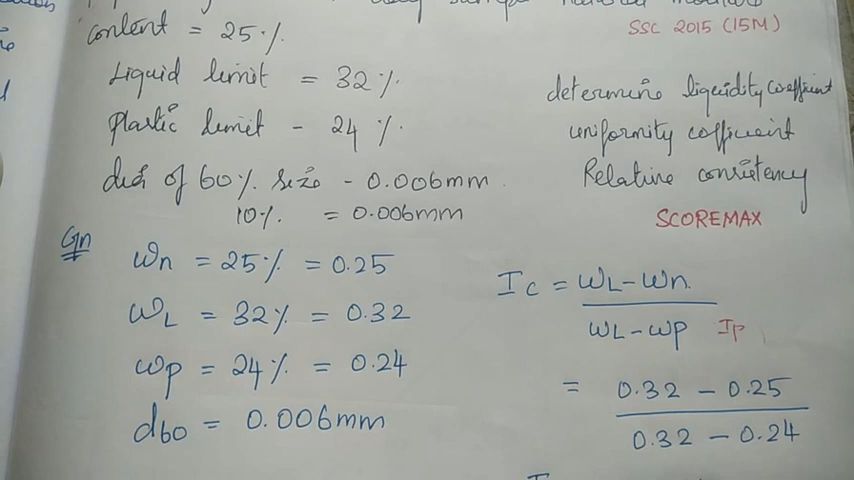 SSC 2015 (15M)
content = 25 %.
Liquid limit = 32 %.
Plastic limit - 24 %.
of 60 %. size - 0.006mm
10 %. = 0.006mm
determine liquidity coefficient
uniformity cofficient
Relative consistency
SCOREMAX
Gn
wn = 25 % = 0.25
wL = 32 % = 0.32
wp = 24 % = 0.24
d60 = 0.006mm
Ic = wL - wn
wL - wp Ip
= 0.32 - 0.25
0.32 - 0.24